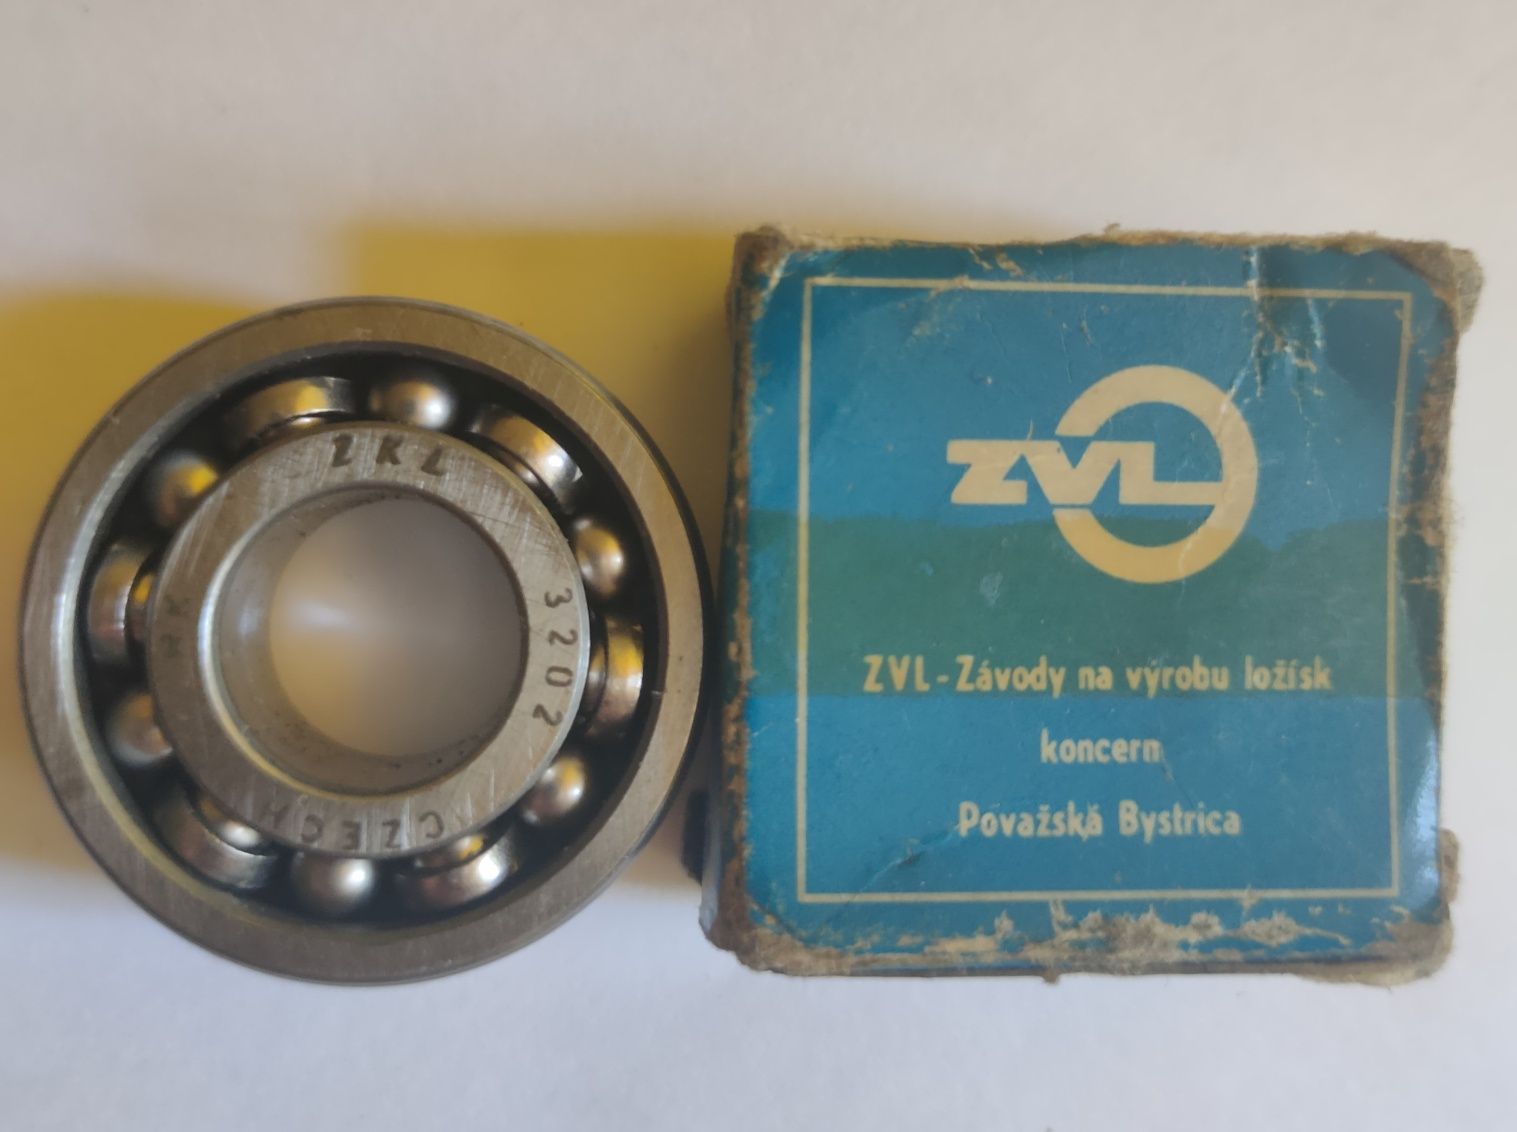 ZKL
3202
CZECH
ZVL
ZVL - Závody na výrobu ložísk
koncern
Považská Bystrica